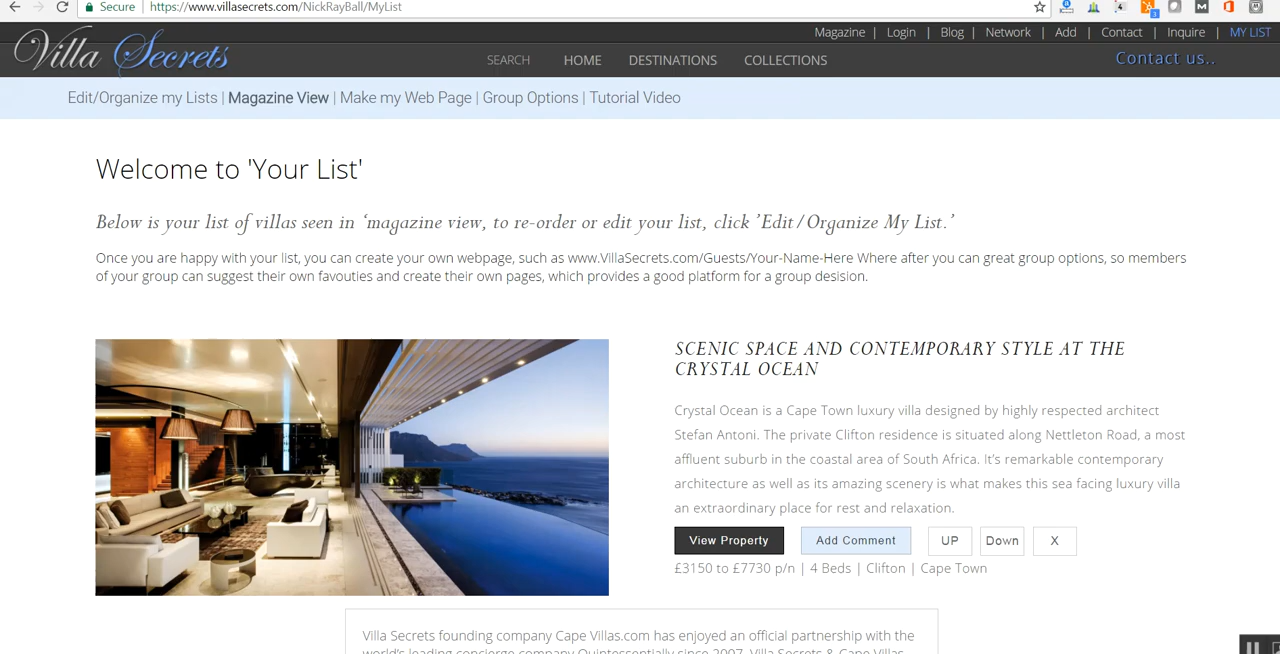 Secure | https://www.villasecrets.com/NickRayBall/MyList
Magazine | Login | Blog | Network | Add | Contact | Inquire | MY LIST
Villa Secrets
SEARCH HOME DESTINATIONS COLLECTIONS
Contact us..
Edit/Organize my Lists | Magazine View | Make my Web Page | Group Options | Tutorial Video
Welcome to 'Your List'
Below is your list of villas seen in ‘magazine view, to re-order or edit your list, click ’Edit/Organize My List.’
Once you are happy with your list, you can create your own webpage, such as www.VillaSecrets.com/Guests/Your-Name-Here Where after you can great group options, so members
of your group can suggest their own favouties and create their own pages, which provides a good platform for a group desision.
SCENIC SPACE AND CONTEMPORARY STYLE AT THE
CRYSTAL OCEAN
Crystal Ocean is a Cape Town luxury villa designed by highly respected architect
Stefan Antoni. The private Clifton residence is situated along Nettleton Road, a most
affluent suburb in the coastal area of South Africa. It’s remarkable contemporary
architecture as well as its amazing scenery is what makes this sea facing luxury villa
an extraordinary place for rest and relaxation.
View Property Add Comment UP Down X
£3150 to £7730 p/n | 4 Beds | Clifton | Cape Town
Villa Secrets founding company Cape Villas.com has enjoyed an official partnership with the
world’s leading concierge company Quintessentially since 2007. Villa Secrets & Cape Villas